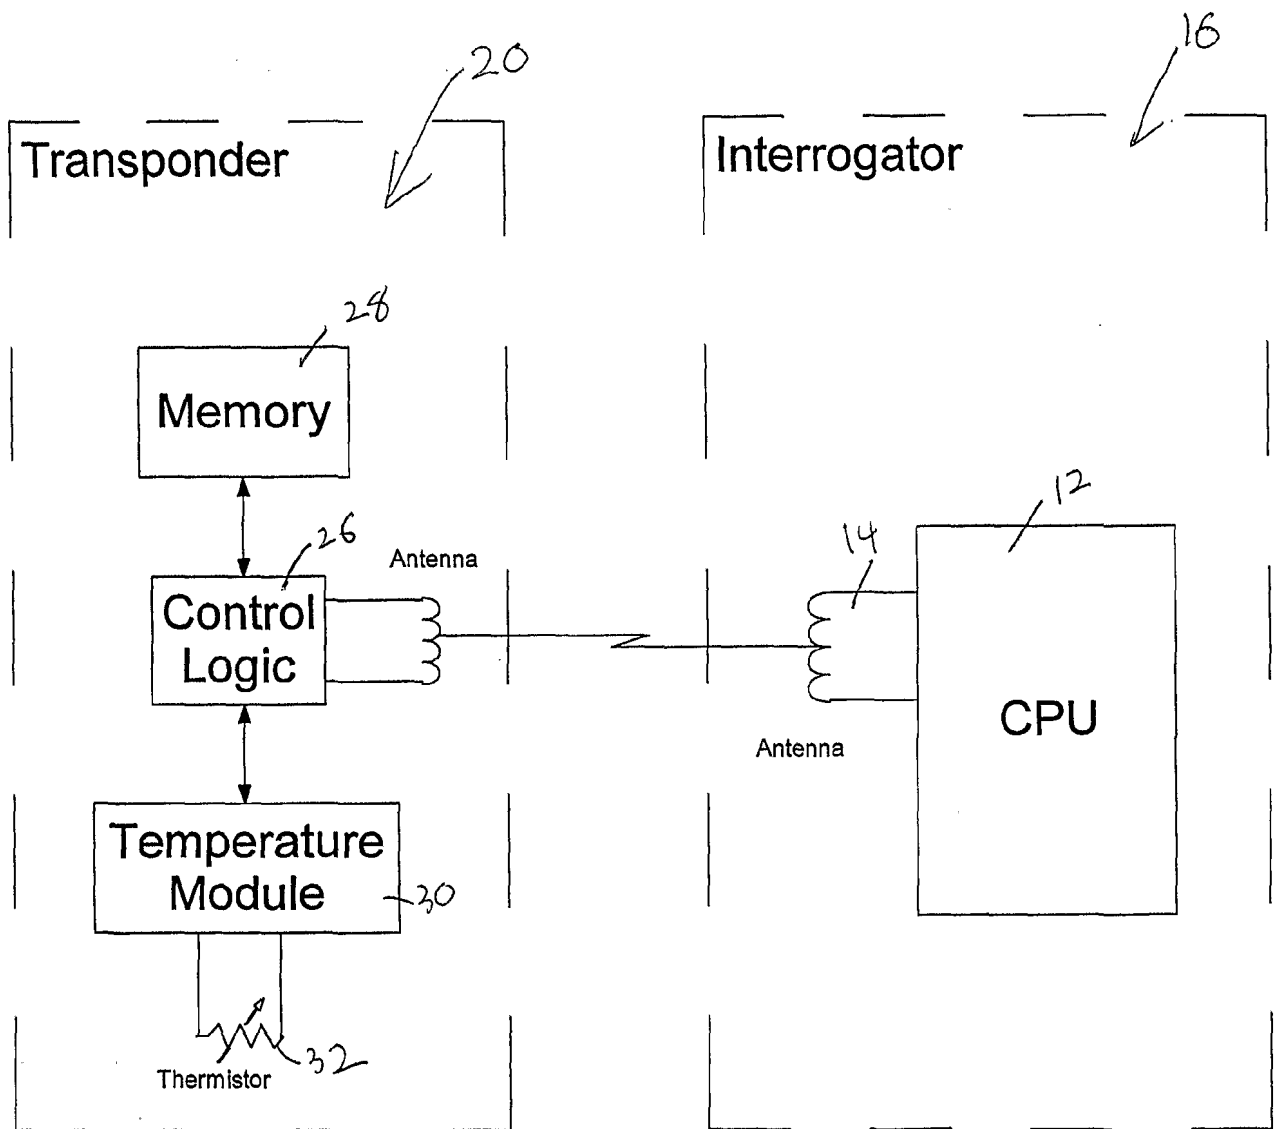 20
16
Transponder
Interrogator
28
Memory
26
Antenna
Control
Logic
14
12
CPU
Antenna
Temperature
Module
30
32
Thermistor